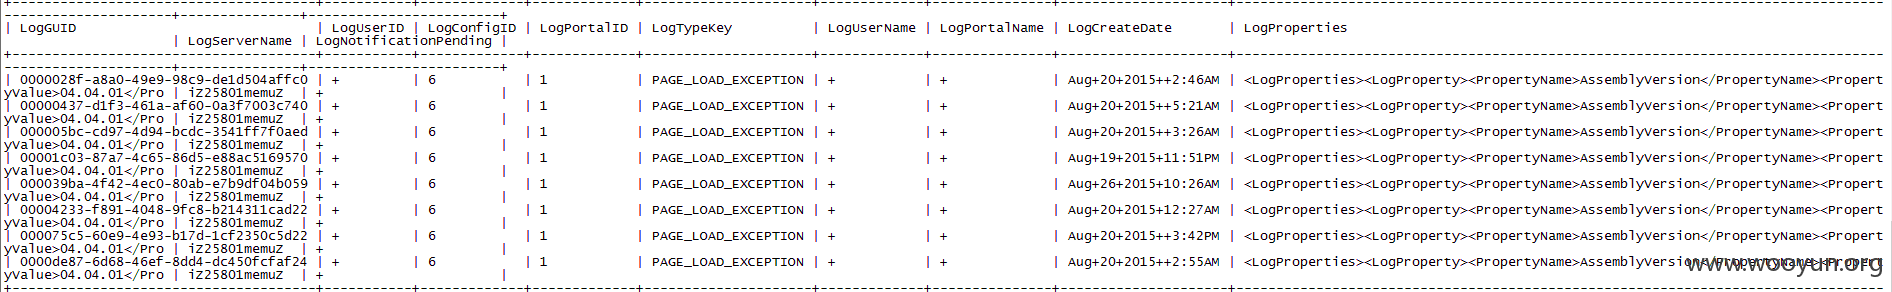 | LogGUID | LogUserID | LogConfigID | LogPortalID | LogTypeKey | LogUserName | LogPortalName | LogCreateDate | LogProperties
| LogServerName | LogNotificationPending |
| 0000028f-a8a0-49e9-98c9-de1d504affc0 | + | 6 | 1 | PAGE_LOAD_EXCEPTION | + | + | Aug+20+2015++2:46AM | <LogProperties><LogProperty><PropertyName>AssemblyVersion</PropertyName><Propert
yValue>04.04.01</Pro | iZ25801memuZ | + |
| 00000437-d1f3-461a-af60-0a3f7003c740 | + | 6 | 1 | PAGE_LOAD_EXCEPTION | + | + | Aug+20+2015++5:21AM | <LogProperties><LogProperty><PropertyName>AssemblyVersion</PropertyName><Propert
yValue>04.04.01</Pro | iZ25801memuZ | + |
| 000005bc-cd97-4d94-bcdc-3541ff7f0aed | + | 6 | 1 | PAGE_LOAD_EXCEPTION | + | + | Aug+20+2015++3:26AM | <LogProperties><LogProperty><PropertyName>AssemblyVersion</PropertyName><Propert
yValue>04.04.01</Pro | iZ25801memuZ | + |
| 00001c03-87a7-4c65-86d5-e88ac5169570 | + | 6 | 1 | PAGE_LOAD_EXCEPTION | + | + | Aug+19+2015+11:51PM | <LogProperties><LogProperty><PropertyName>AssemblyVersion</PropertyName><Propert
yValue>04.04.01</Pro | iZ25801memuZ | + |
| 000039ba-4f42-4ec0-80ab-e7b9df04b059 | + | 6 | 1 | PAGE_LOAD_EXCEPTION | + | + | Aug+26+2015+10:26AM | <LogProperties><LogProperty><PropertyName>AssemblyVersion</PropertyName><Propert
yValue>04.04.01</Pro | iZ25801memuZ | + |
| 00004233-f891-4048-9fc8-b214311cad22 | + | 6 | 1 | PAGE_LOAD_EXCEPTION | + | + | Aug+20+2015+12:27AM | <LogProperties><LogProperty><PropertyName>AssemblyVersion</PropertyName><Propert
yValue>04.04.01</Pro | iZ25801memuZ | + |
| 000075c5-60e9-4e93-b17d-1cf2350c5d22 | + | 6 | 1 | PAGE_LOAD_EXCEPTION | + | + | Aug+20+2015++3:42PM | <LogProperties><LogProperty><PropertyName>AssemblyVersion</PropertyName><Propert
yValue>04.04.01</Pro | iZ25801memuZ | + |
| 0000de87-6d68-46ef-8dd4-dc450fcfaf24 | + | 6 | 1 | PAGE_LOAD_EXCEPTION | + | + | Aug+20+2015++2:55AM | <LogProperties><LogProperty><PropertyName>AssemblyVersion</PropertyName><Propert
yValue>04.04.01</Pro | iZ25801memuZ | + |
www.wooyun.org